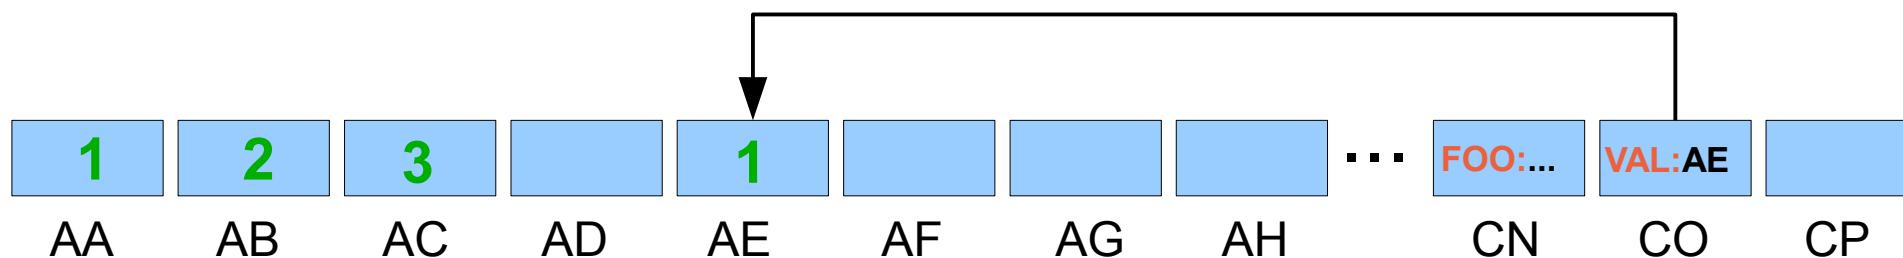 1 2 3 1 ... FOO:... VAL:AE
AA AB AC AD AE AF AG AH CN CO CP